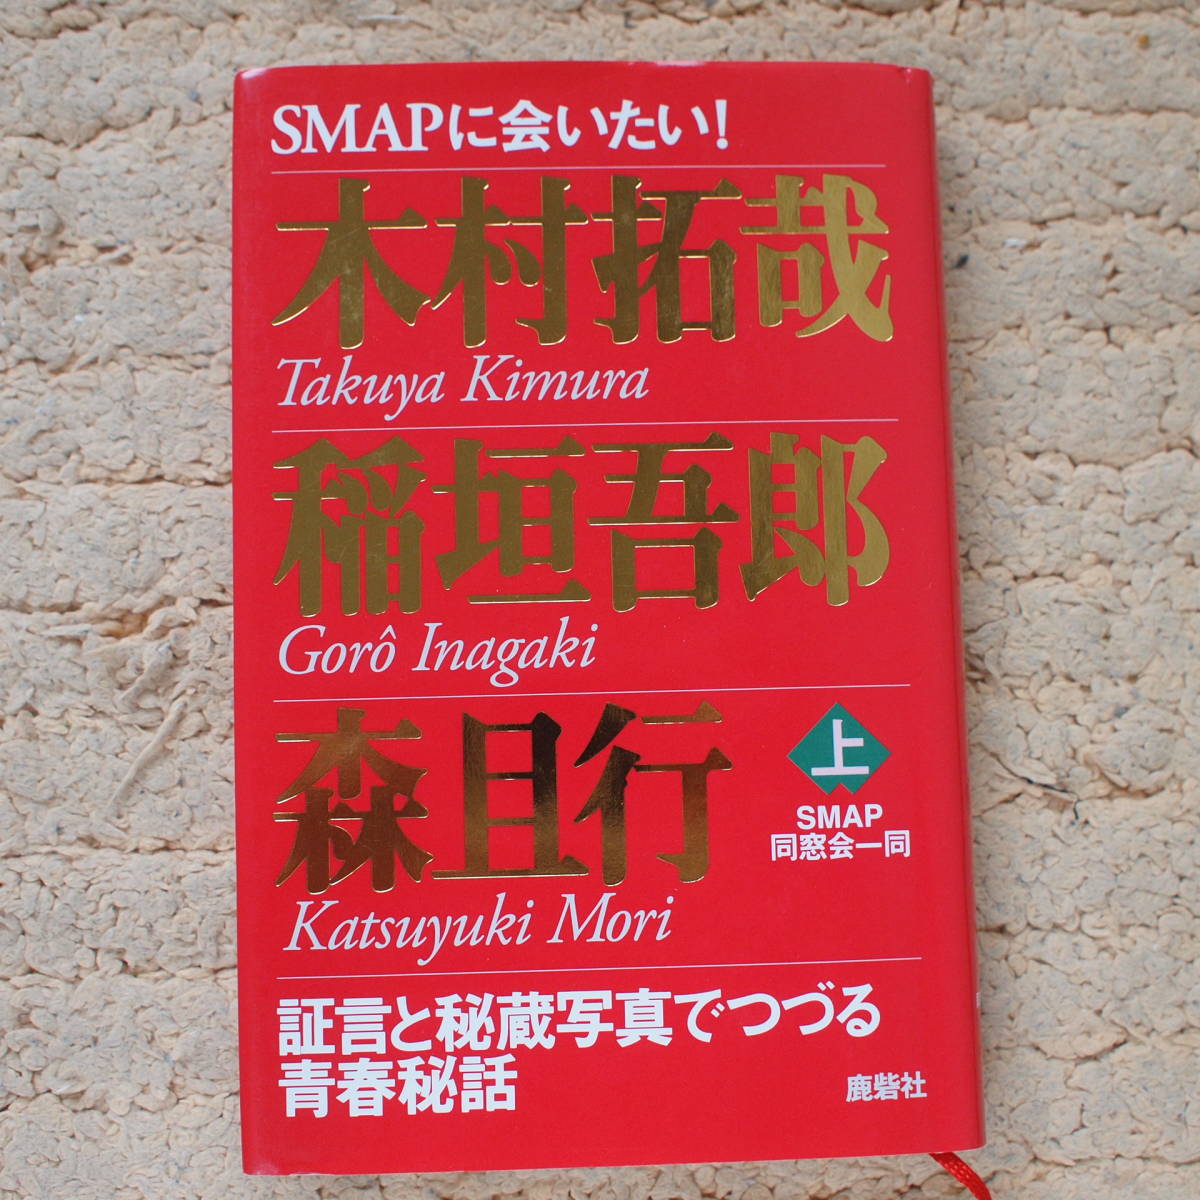 SMAPに会いたい!
木村拓哉
Takuya Kimura
稲垣吾郎
Gorô Inagaki
森且行
Katsuyuki Mori
上
SMAP
同窓会一同
証言と秘蔵写真でつづる
青春秘話
鹿砦社